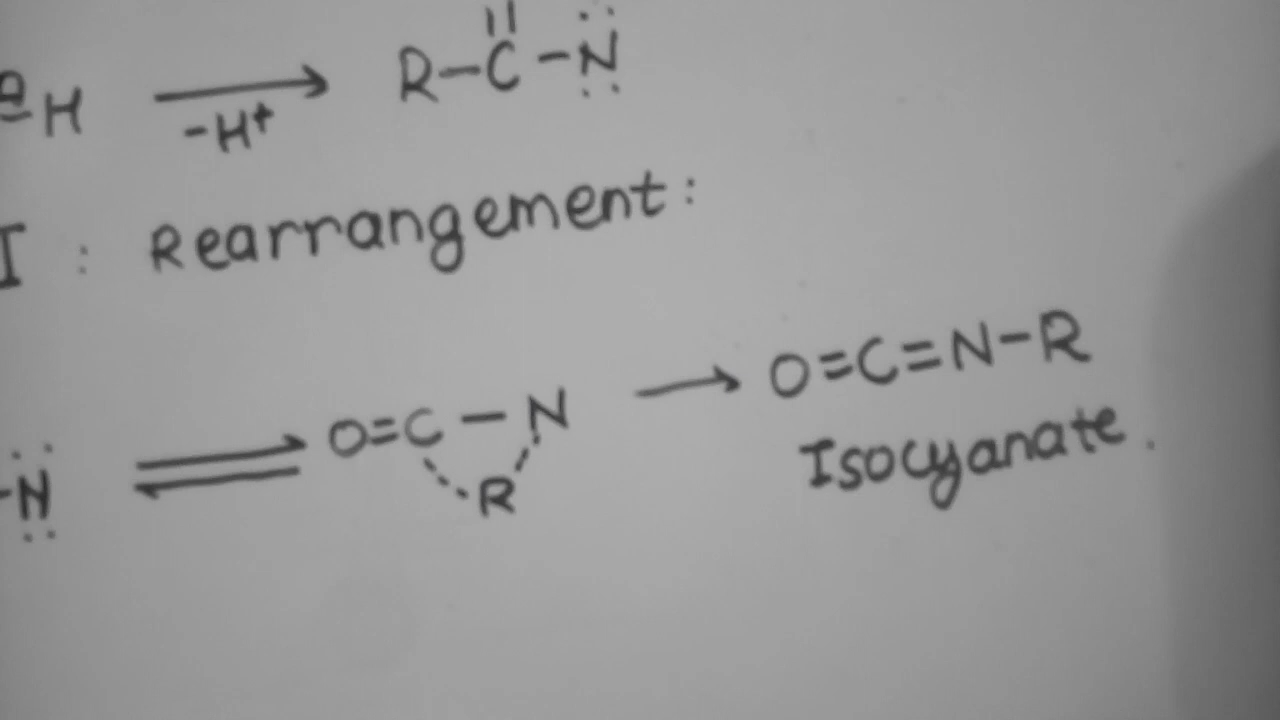 H → R-C-N̈
-H⁺
I : Rearrangement:
-N̈ ⇌ O=C-N → O=C=N-R
R
Isocyanate.